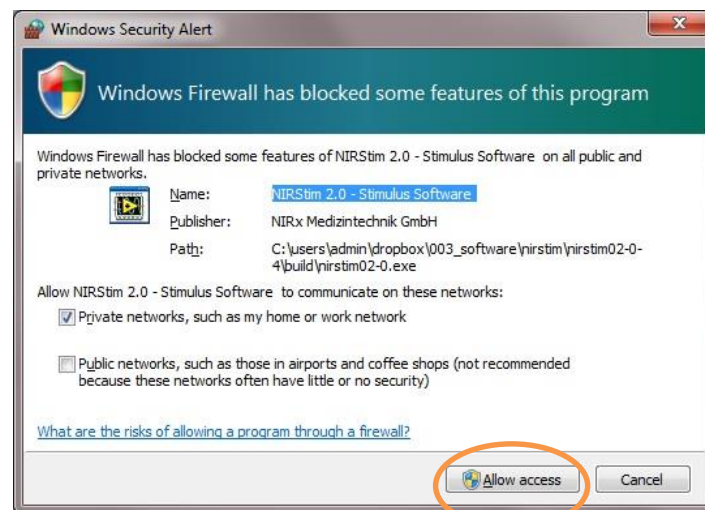 Windows Security Alert
Windows Firewall has blocked some features of this program
Windows Firewall has blocked some features of NIRStim 2.0 - Stimulus Software on all public and
private networks.
Name: NIRStim 2.0 - Stimulus Software
Publisher: NIRx Medizintechnik GmbH
Path: C:\users\admin\dropbox\003_software\nirstim\nirstim02-0-
4\build\nirstim02-0.exe
Allow NIRStim 2.0 - Stimulus Software to communicate on these networks:
Private networks, such as my home or work network
Public networks, such as those in airports and coffee shops (not recommended
because these networks often have little or no security)
What are the risks of allowing a program through a firewall?
Allow access Cancel